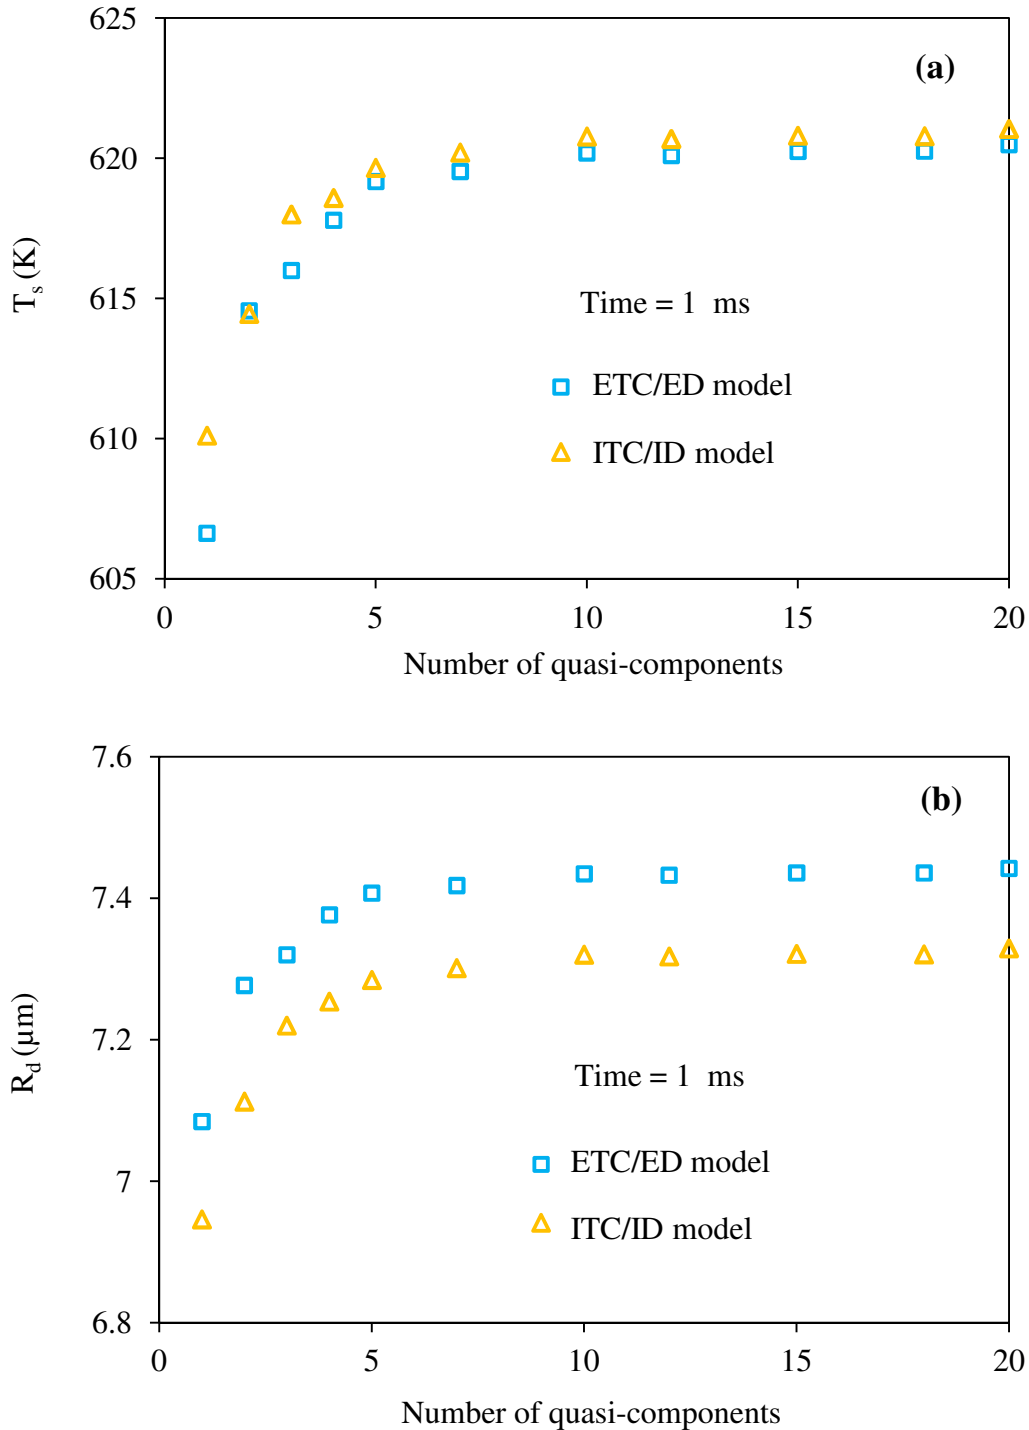 625
(a)
620
T_s (K)
615
Time = 1 ms
ETC/ED model
610
ITC/ID model
605
0 5 10 15 20
Number of quasi-components
7.6
(b)
7.4
R_d (μm)
7.2
Time = 1 ms
ETC/ED model
7
ITC/ID model
6.8
0 5 10 15 20
Number of quasi-components